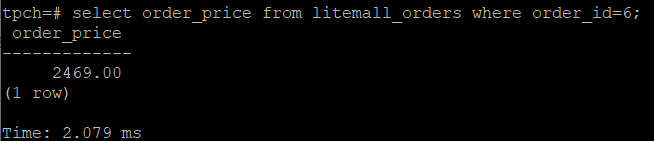 tpch=# select order_price from litemall_orders where order_id=6;
 order_price
-------------
     2469.00
(1 row)

Time: 2.079 ms